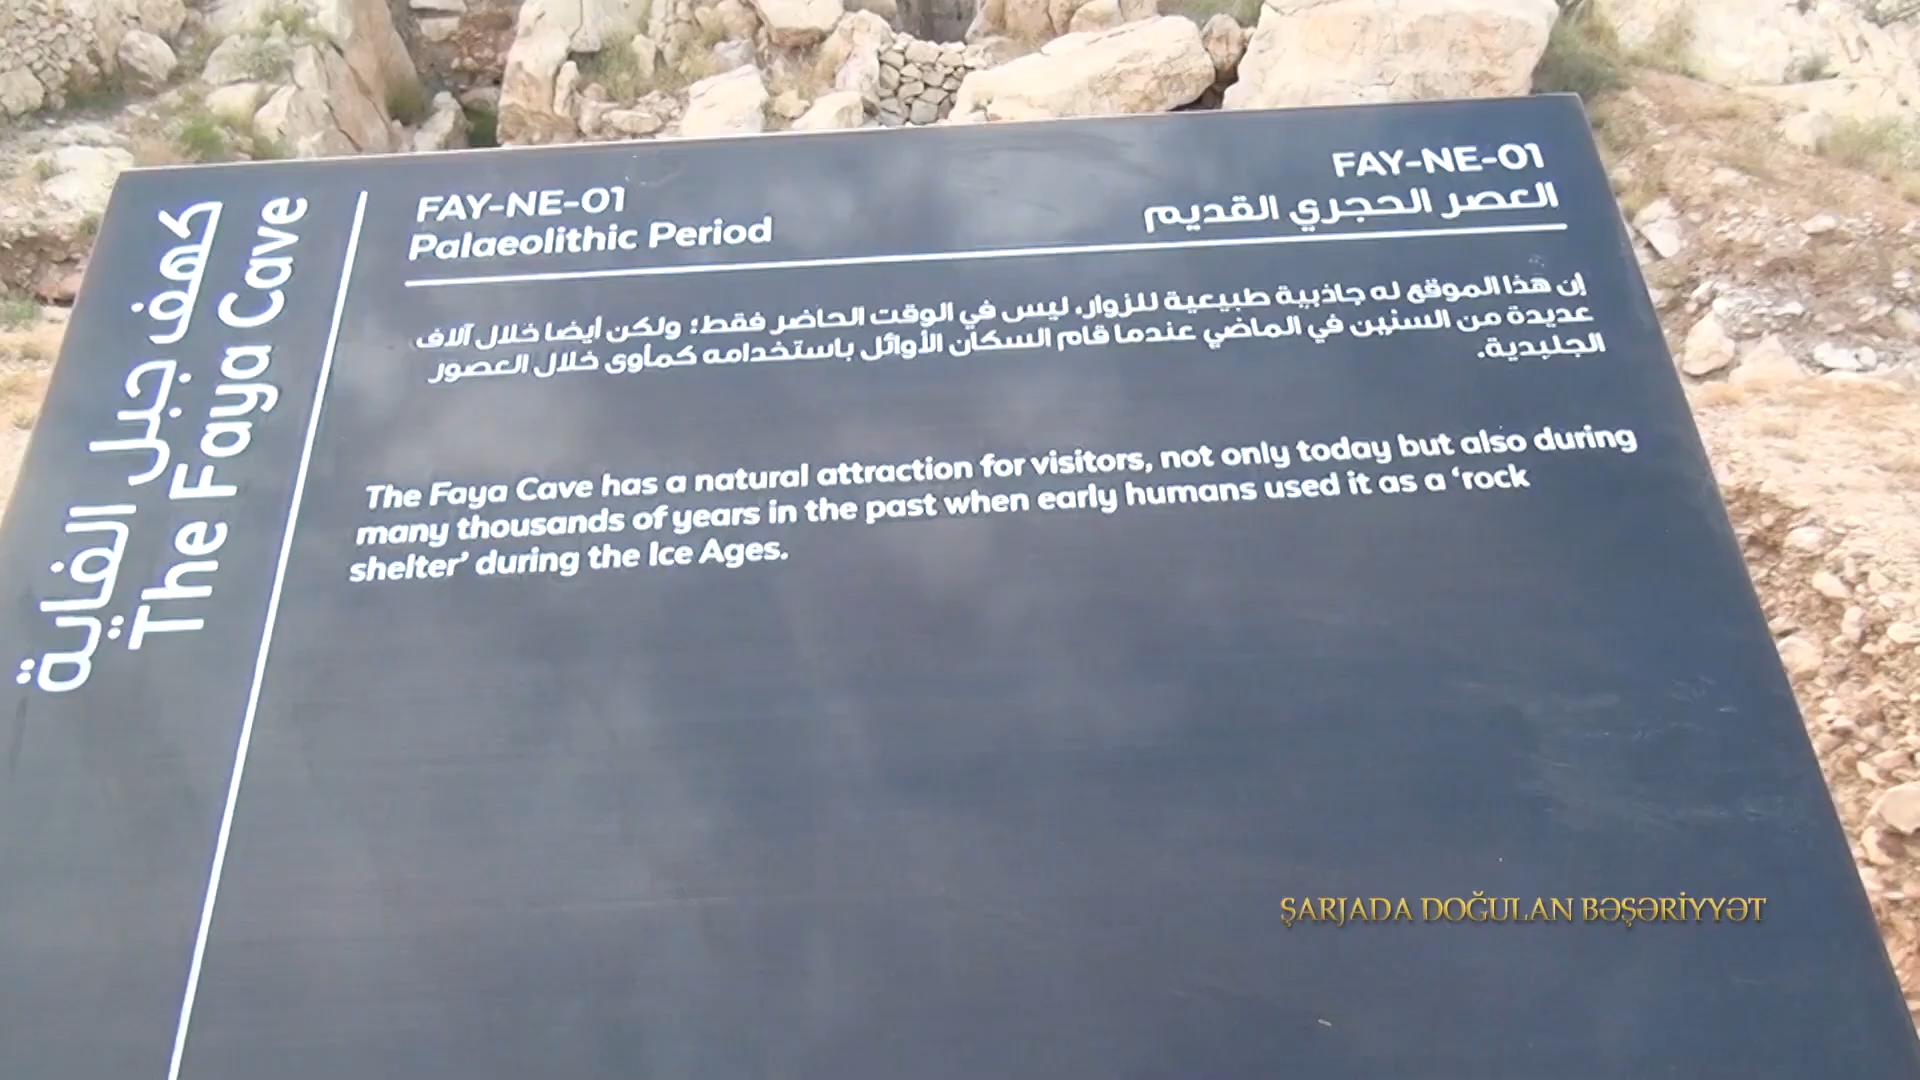 كهف جبل الفاية
The Faya Cave
FAY-NE-01
Palaeolithic Period
FAY-NE-01
العصر الحجري القديم
إن هذا الموقع له جاذبية طبيعية للزوار، ليس في الوقت الحاضر فقط؛ ولكن أيضا خلال آلاف
عديدة من السنين في الماضي عندما قام السكان الأوائل باستخدامه كمأوى خلال العصور
الجليدية.
The Faya Cave has a natural attraction for visitors, not only today but also during
many thousands of years in the past when early humans used it as a ‘rock
shelter’ during the Ice Ages.
ŞARJADA DOĞULAN BƏŞƏRİYYƏT